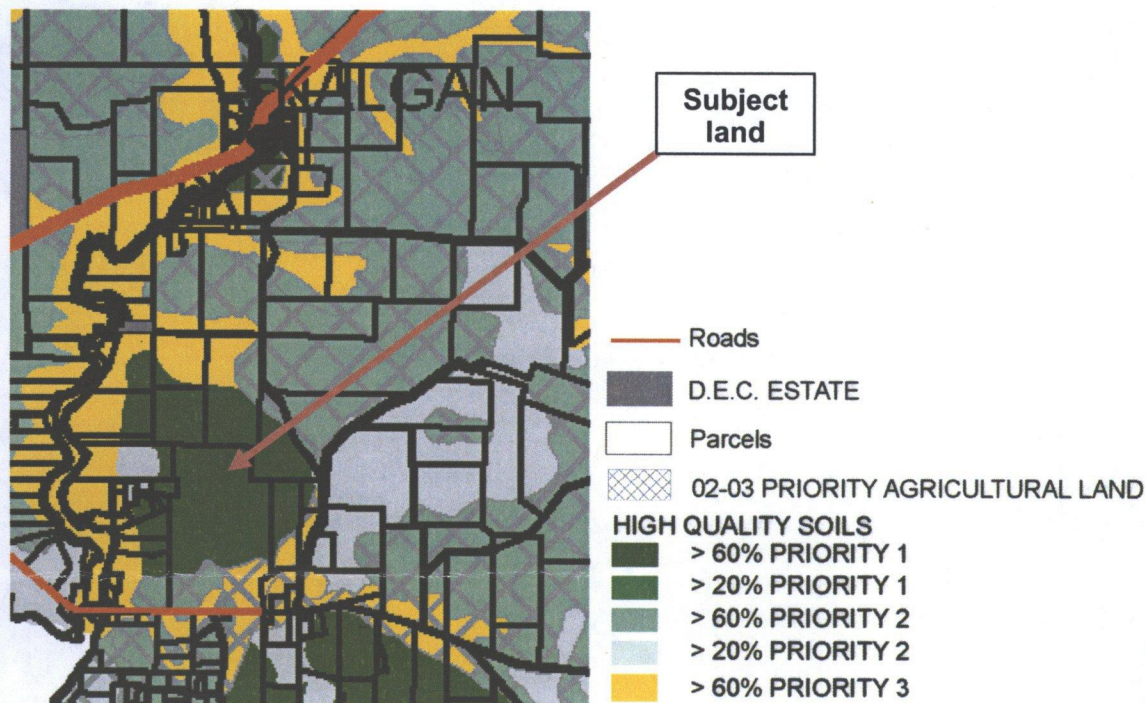 KALGAN
Subject
land
Roads
D.E.C. ESTATE
Parcels
02-03 PRIORITY AGRICULTURAL LAND
HIGH QUALITY SOILS
> 60% PRIORITY 1
> 20% PRIORITY 1
> 60% PRIORITY 2
> 20% PRIORITY 2
> 60% PRIORITY 3